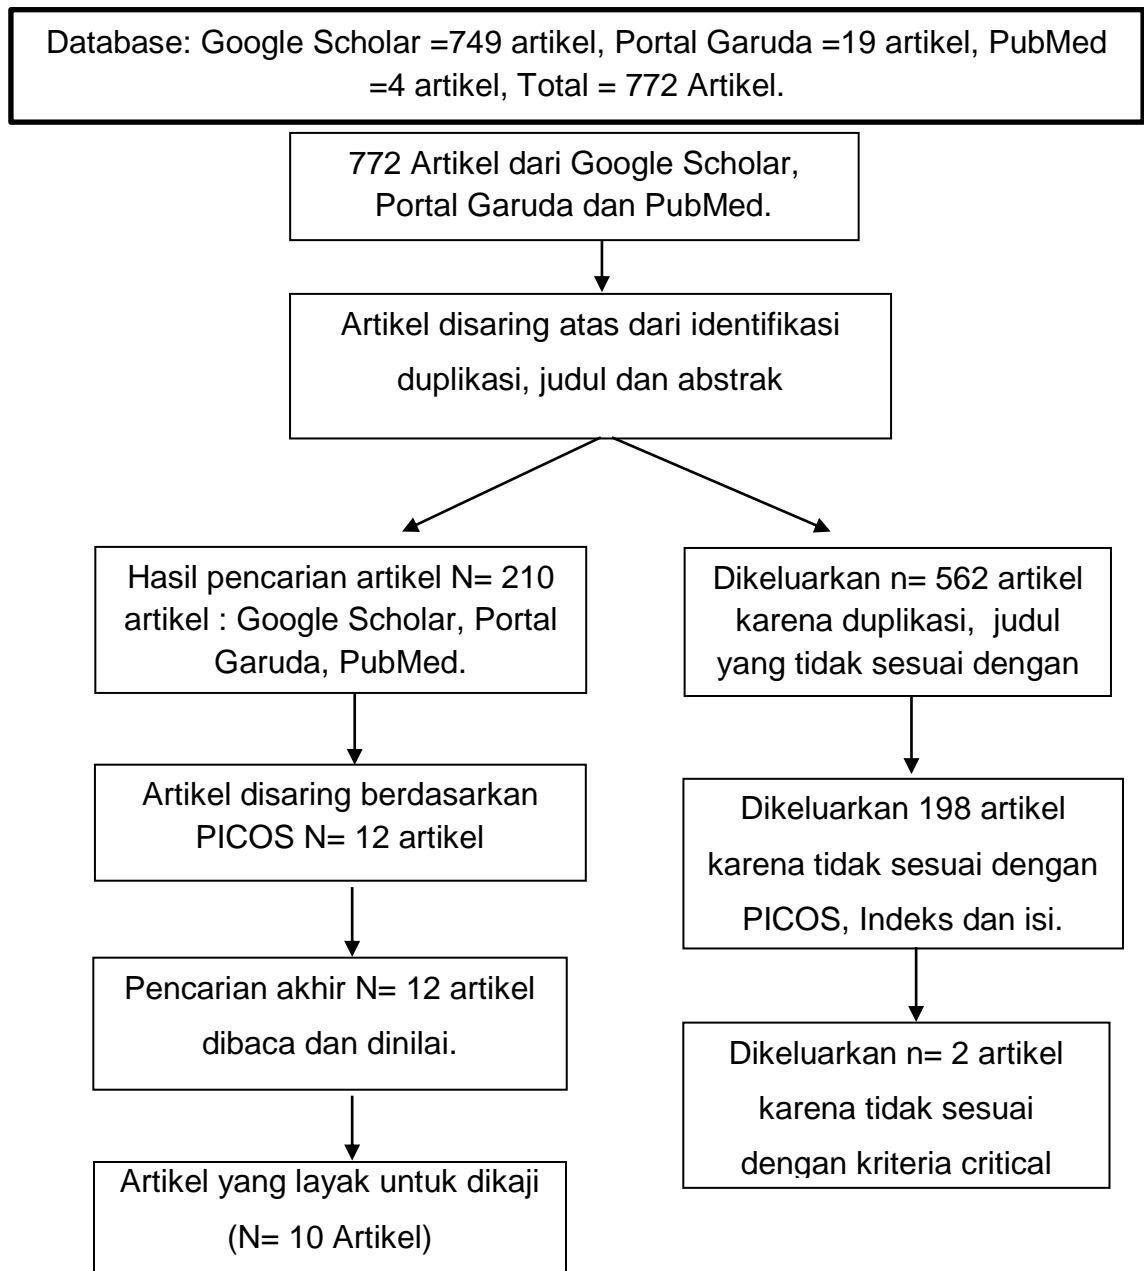 Database: Google Scholar =749 artikel, Portal Garuda =19 artikel, PubMed
=4 artikel, Total = 772 Artikel.
772 Artikel dari Google Scholar,
Portal Garuda dan PubMed.
Artikel disaring atas dari identifikasi
duplikasi, judul dan abstrak
Hasil pencarian artikel N= 210
artikel : Google Scholar, Portal
Garuda, PubMed.
Dikeluarkan n= 562 artikel
karena duplikasi,  judul
yang tidak sesuai dengan
Artikel disaring berdasarkan
PICOS N= 12 artikel
Dikeluarkan 198 artikel
karena tidak sesuai dengan
PICOS, Indeks dan isi.
Pencarian akhir N= 12 artikel
dibaca dan dinilai.
Dikeluarkan n= 2 artikel
karena tidak sesuai
dengan kriteria critical
Artikel yang layak untuk dikaji
(N= 10 Artikel)